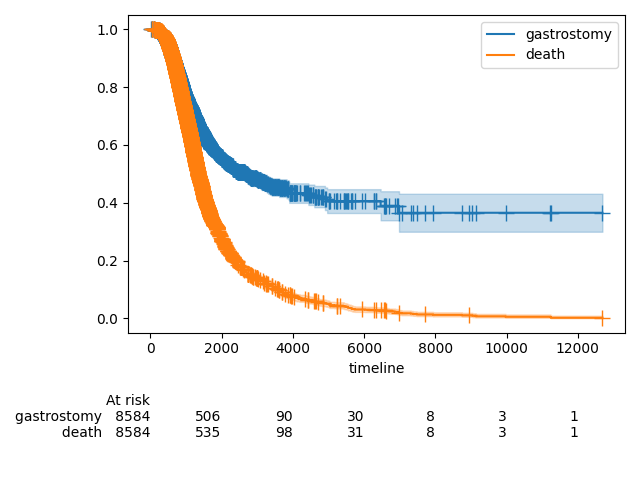 1.0
0.8
0.6
0.4
0.2
0.0
gastrostomy
death
0 2000 4000 6000 8000 10000 12000
timeline
At risk
gastrostomy 8584 506 90 30 8 3 1
death 8584 535 98 31 8 3 1